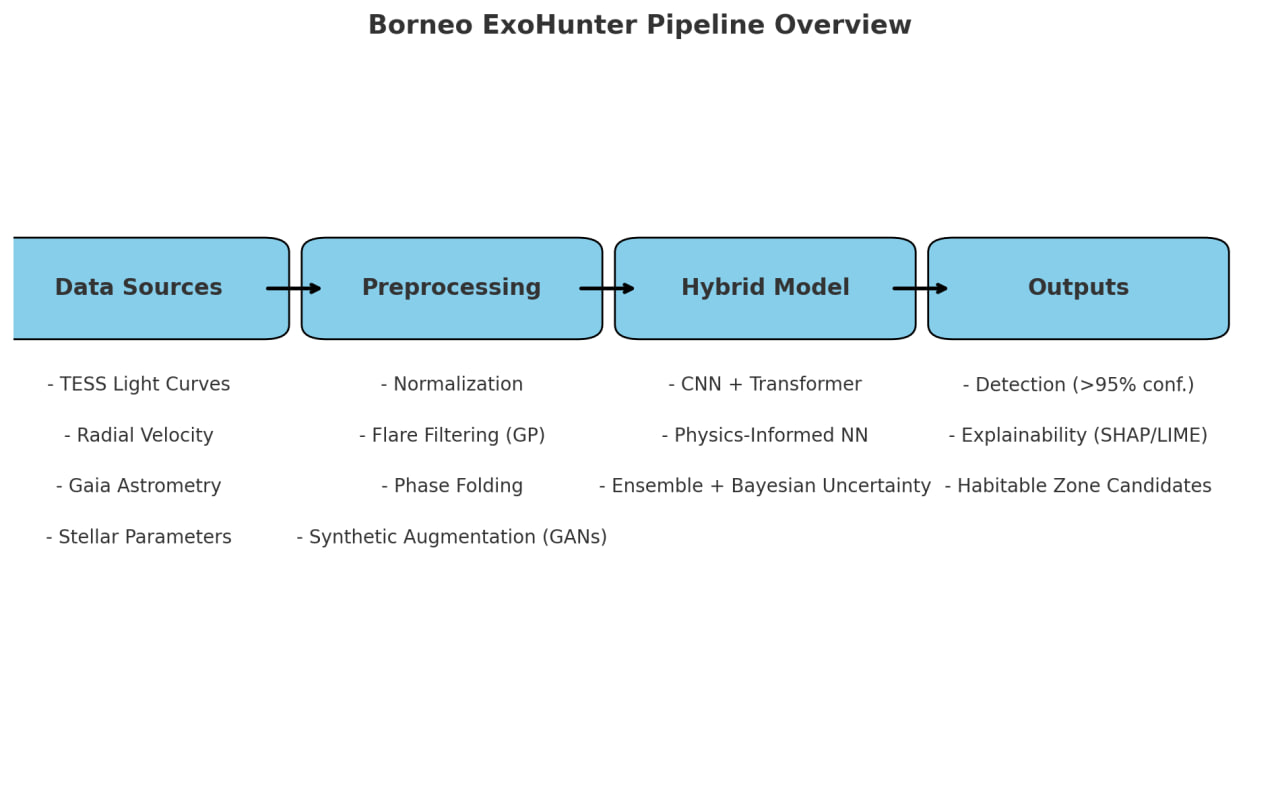 Borneo ExoHunter Pipeline Overview
Data Sources
- TESS Light Curves
- Radial Velocity
- Gaia Astrometry
- Stellar Parameters
Preprocessing
- Normalization
- Flare Filtering (GP)
- Phase Folding
- Synthetic Augmentation (GANs)
Hybrid Model
- CNN + Transformer
- Physics-Informed NN
- Ensemble + Bayesian Uncertainty
Outputs
- Detection (>95% conf.)
- Explainability (SHAP/LIME)
- Habitable Zone Candidates